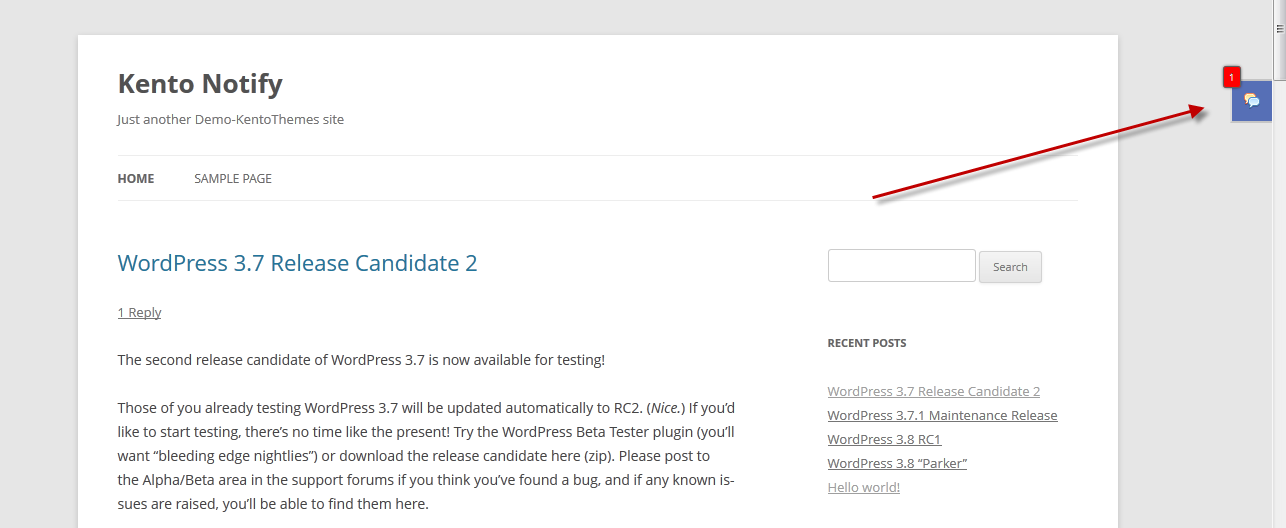 Kento Notify
Just another Demo-KentoThemes site
1
HOME
SAMPLE PAGE
WordPress 3.7 Release Candidate 2
1 Reply
The second release candidate of WordPress 3.7 is now available for testing!
Those of you already testing WordPress 3.7 will be updated automatically to RC2. (Nice.) If you’d
like to start testing, there’s no time like the present! Try the WordPress Beta Tester plugin (you’ll
want “bleeding edge nightlies”) or download the release candidate here (zip). Please post to
the Alpha/Beta area in the support forums if you think you’ve found a bug, and if any known is-
sues are raised, you’ll be able to find them here.
Search
RECENT POSTS
WordPress 3.7 Release Candidate 2
WordPress 3.7.1 Maintenance Release
WordPress 3.8 RC1
WordPress 3.8 “Parker”
Hello world!